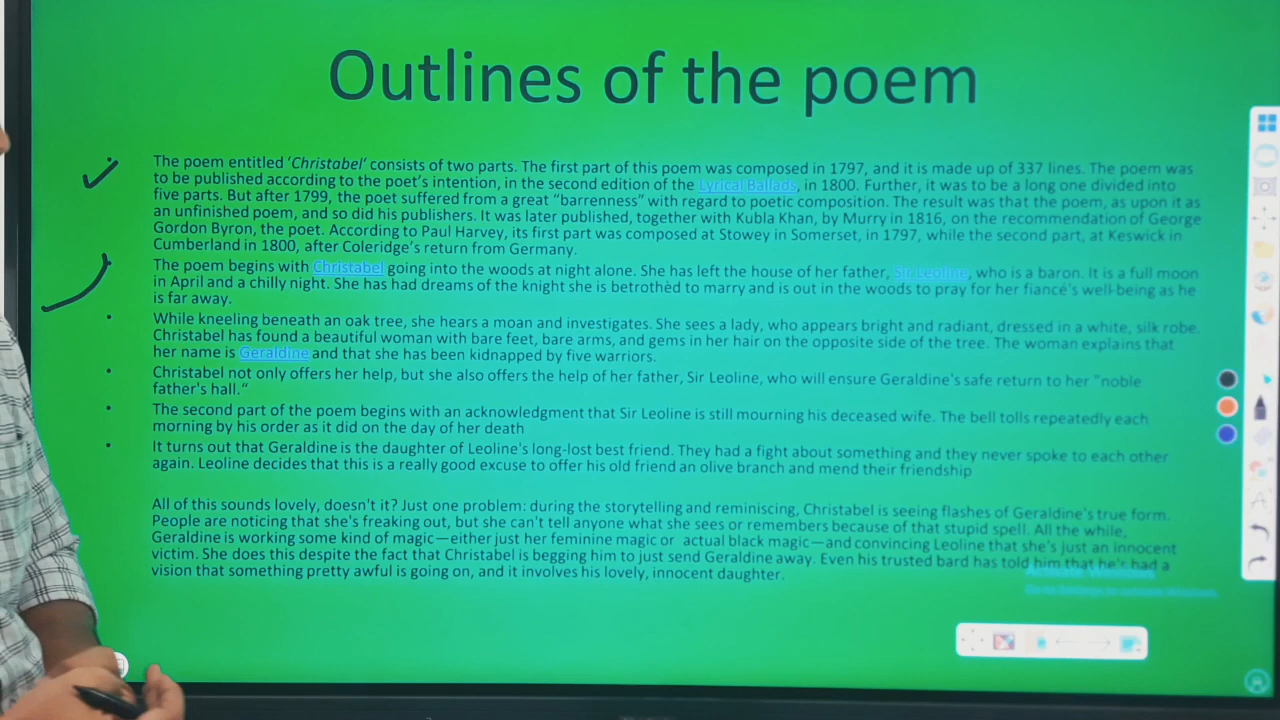 Outlines of the poem
The poem entitled ‘Christabel’ consists of two parts. The first part of this poem was composed in 1797, and it is made up of 337 lines. The poem was
to be published according to the poet’s intention, in the second edition of the Lyrical Ballads, in 1800. Further, it was to be a long one divided into
five parts. But after 1799, the poet suffered from a great “barrenness” with regard to poetic composition. The result was that the poem, as upon it as
an unfinished poem, and so did his publishers. It was later published, together with Kubla Khan, by Murry in 1816, on the recommendation of George
Gordon Byron, the poet. According to Paul Harvey, its first part was composed at Stowey in Somerset, in 1797, while the second part, at Keswick in
Cumberland in 1800, after Coleridge’s return from Germany.
The poem begins with Christabel going into the woods at night alone. She has left the house of her father, Sir Leoline, who is a baron. It is a full moon
in April and a chilly night. She has had dreams of the knight she is betrothèd to marry and is out in the woods to pray for her fiancé's well-being as he
is far away.
While kneeling beneath an oak tree, she hears a moan and investigates. She sees a lady, who appears bright and radiant, dressed in a white, silk robe.
Christabel has found a beautiful woman with bare feet, bare arms, and gems in her hair on the opposite side of the tree. The woman explains that
her name is Geraldine and that she has been kidnapped by five warriors.
Christabel not only offers her help, but she also offers the help of her father, Sir Leoline, who will ensure Geraldine's safe return to her "noble
father's hall.“
The second part of the poem begins with an acknowledgment that Sir Leoline is still mourning his deceased wife. The bell tolls repeatedly each
morning by his order as it did on the day of her death
It turns out that Geraldine is the daughter of Leoline's long-lost best friend. They had a fight about something and they never spoke to each other
again. Leoline decides that this is a really good excuse to offer his old friend an olive branch and mend their friendship
All of this sounds lovely, doesn't it? Just one problem: during the storytelling and reminiscing, Christabel is seeing flashes of Geraldine's true form.
People are noticing that she's freaking out, but she can't tell anyone what she sees or remembers because of that stupid spell. All the while,
Geraldine is working some kind of magic—either just her feminine magic or actual black magic—and convincing Leoline that she's just an innocent
victim. She does this despite the fact that Christabel is begging him to just send Geraldine away. Even his trusted bard has told him that he'r had a
vision that something pretty awful is going on, and it involves his lovely, innocent daughter.